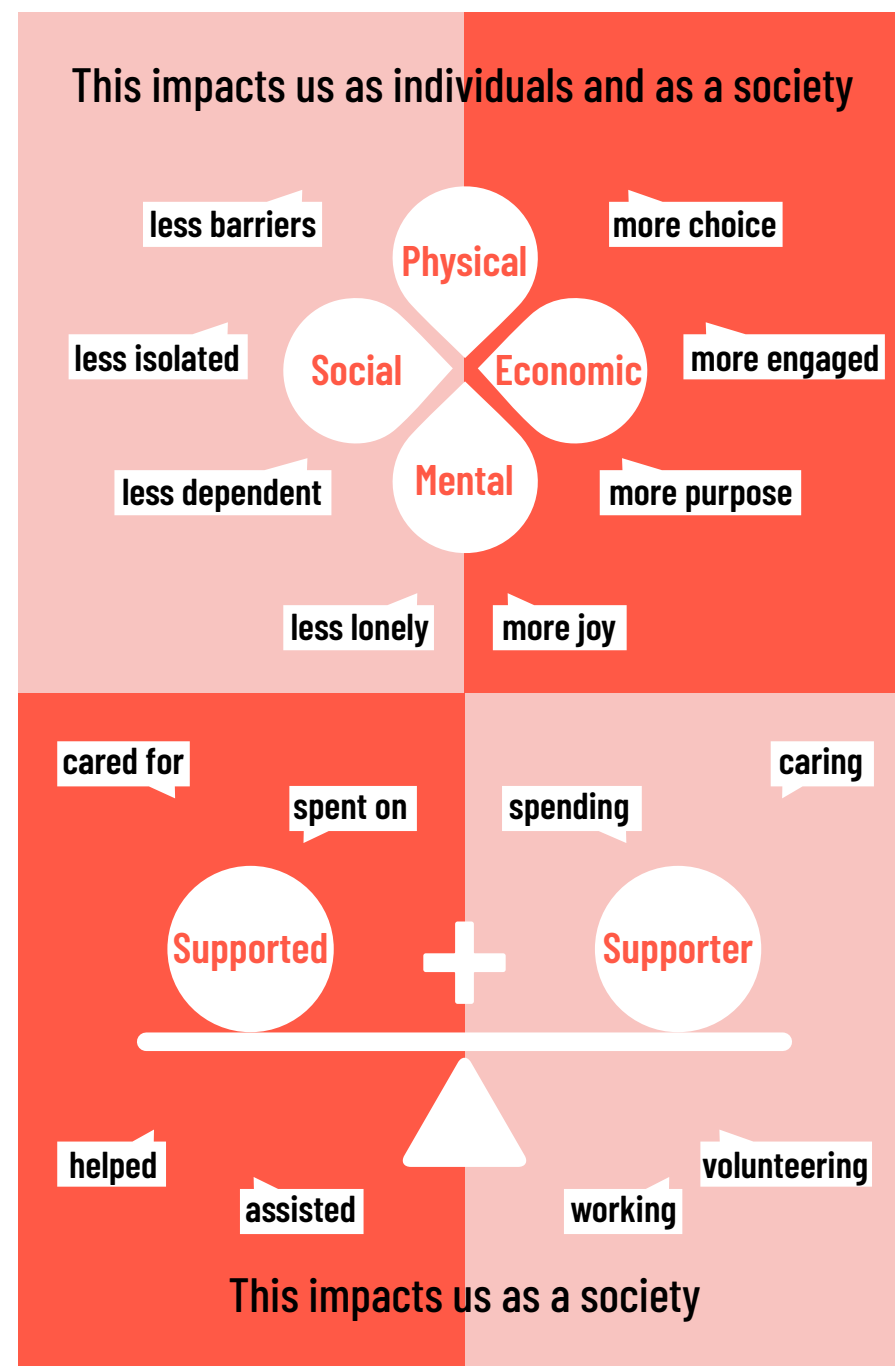 This impacts us as individuals and as a society
less barriers
more choice
Physical
less isolated
Social
Economic
more engaged
less dependent
Mental
more purpose
less lonely
more joy
cared for
caring
spent on
spending
Supported
Supporter
helped
volunteering
assisted
working
This impacts us as a society